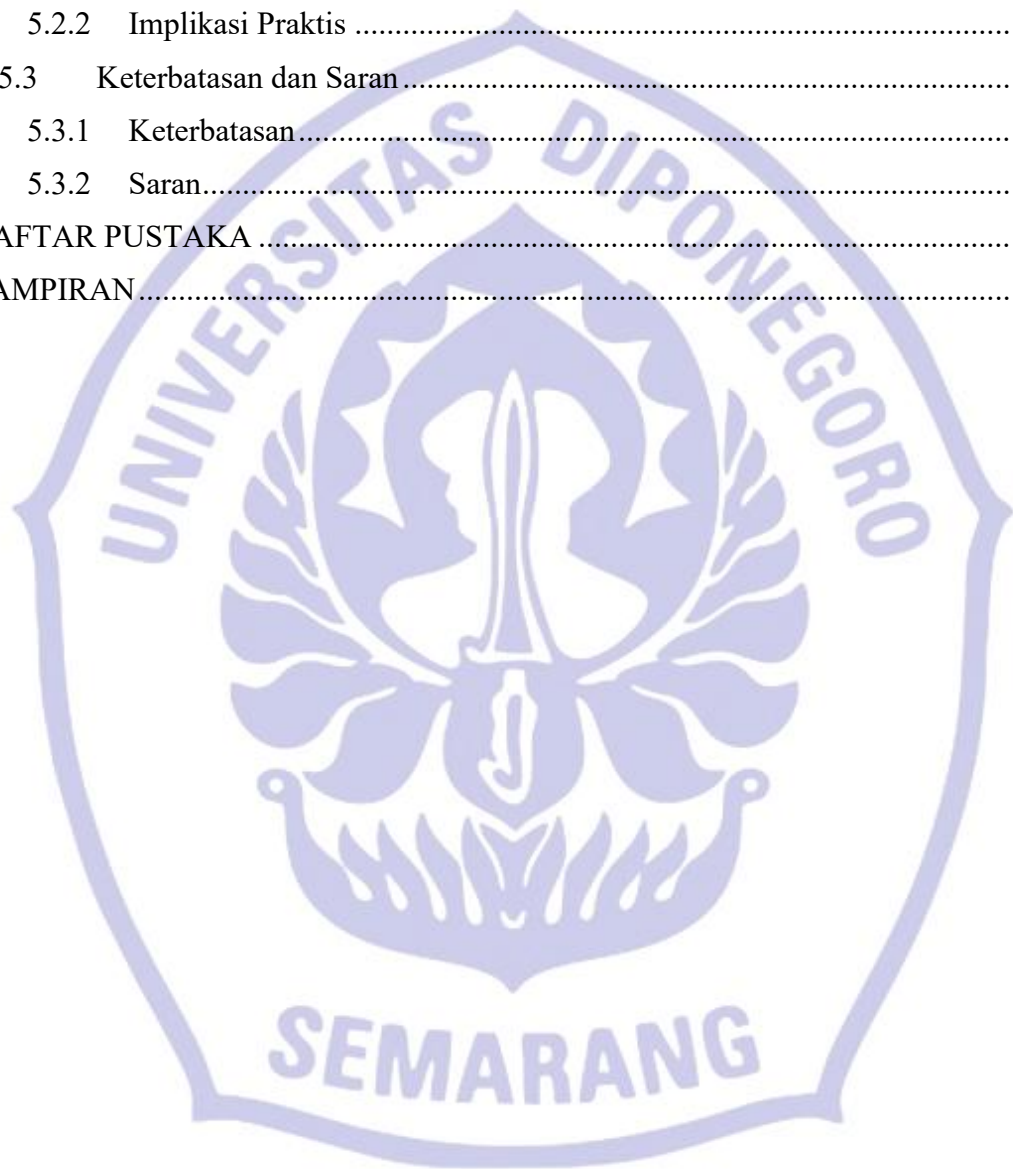 5.2.2 Implikasi Praktis ........................................................................................
5.3 Keterbatasan dan Saran ........................................................................................
5.3.1 Keterbatasan ........................................................................................
5.3.2 Saran ........................................................................................
AFTAR PUSTAKA ........................................................................................
AMPIRAN ........................................................................................
UNIVERSITAS DIPONEGORO
SEMARANG